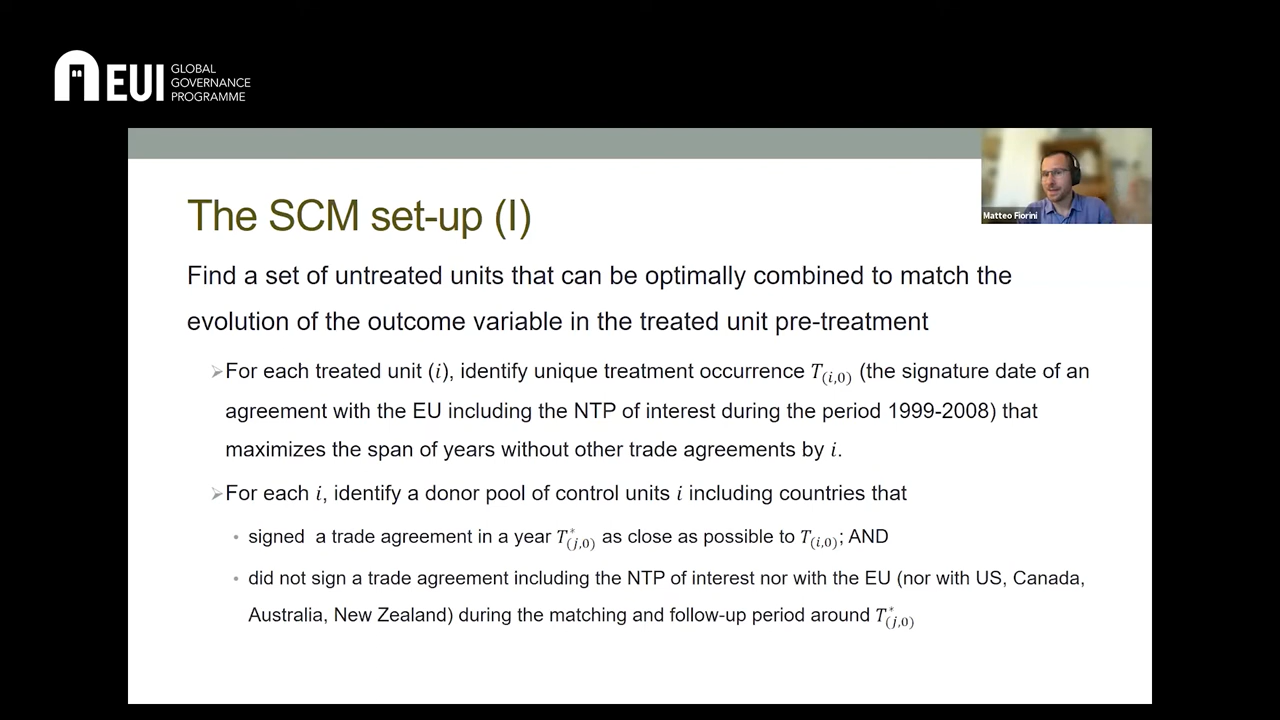 EUI
GLOBAL
GOVERNANCE
PROGRAMME
Matteo Fiorini
The SCM set-up (I)
Find a set of untreated units that can be optimally combined to match the
evolution of the outcome variable in the treated unit pre-treatment
➢For each treated unit (i), identify unique treatment occurrence T(i,0) (the signature date of an
agreement with the EU including the NTP of interest during the period 1999-2008) that
maximizes the span of years without other trade agreements by i.
➢For each i, identify a donor pool of control units i including countries that
• signed  a trade agreement in a year T*(j,0) as close as possible to T(i,0); AND
• did not sign a trade agreement including the NTP of interest nor with the EU (nor with US, Canada,
Australia, New Zealand) during the matching and follow-up period around T*(j,0)